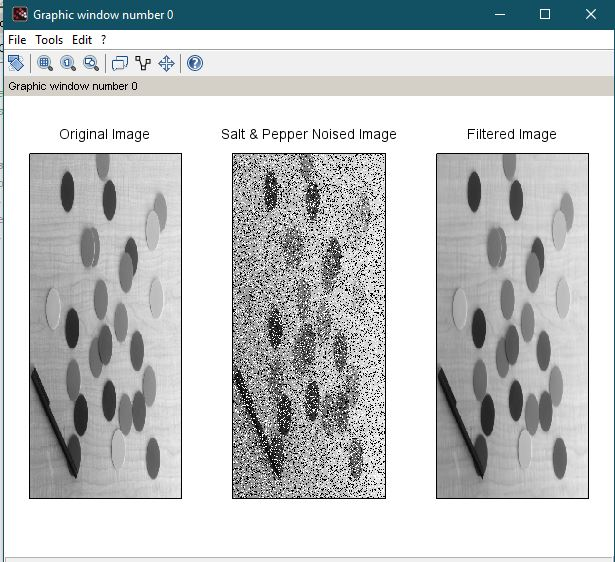 Graphic window number 0
File Tools Edit ?
Graphic window number 0
Original Image
Salt & Pepper Noised Image
Filtered Image